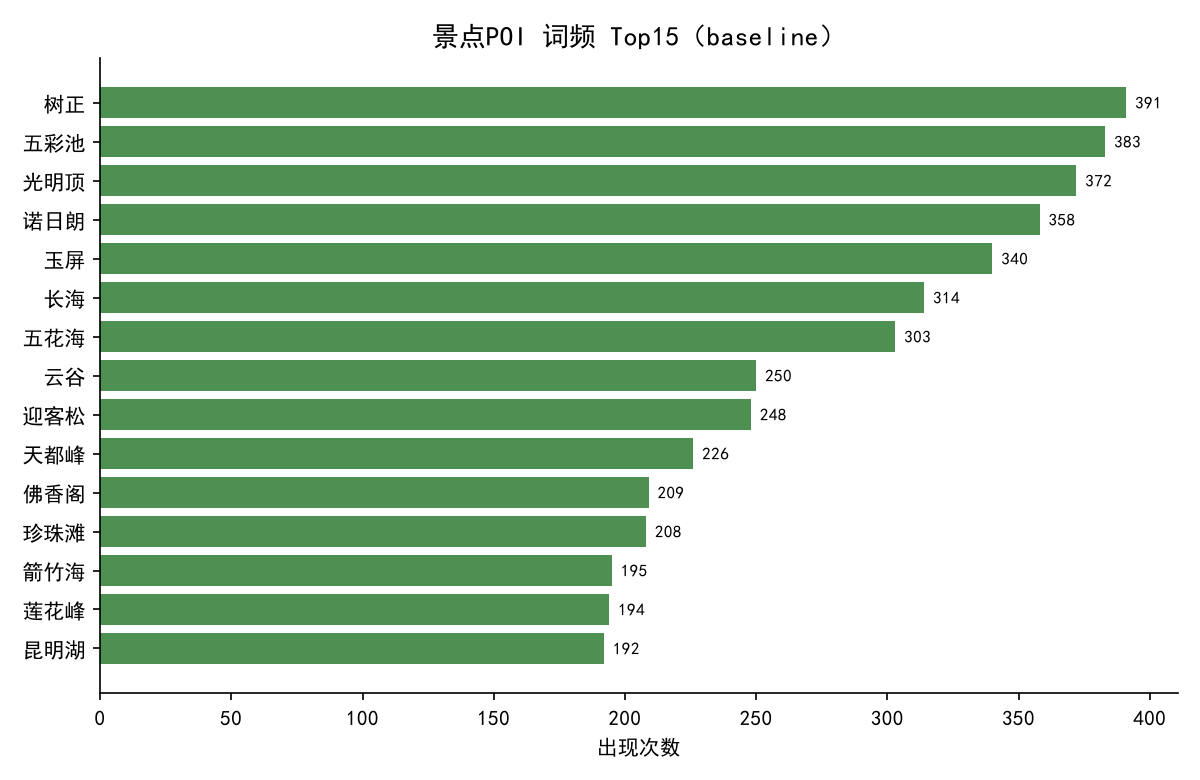 景点POI 词频 Top15（baseline）
树正 391
五彩池 383
光明顶 372
诺日朗 358
玉屏 340
长海 314
五花海 303
云谷 250
迎客松 248
天都峰 226
佛香阁 209
珍珠滩 208
箭竹海 195
莲花峰 194
昆明湖 192
0 50 100 150 200 250 300 350 400
出现次数